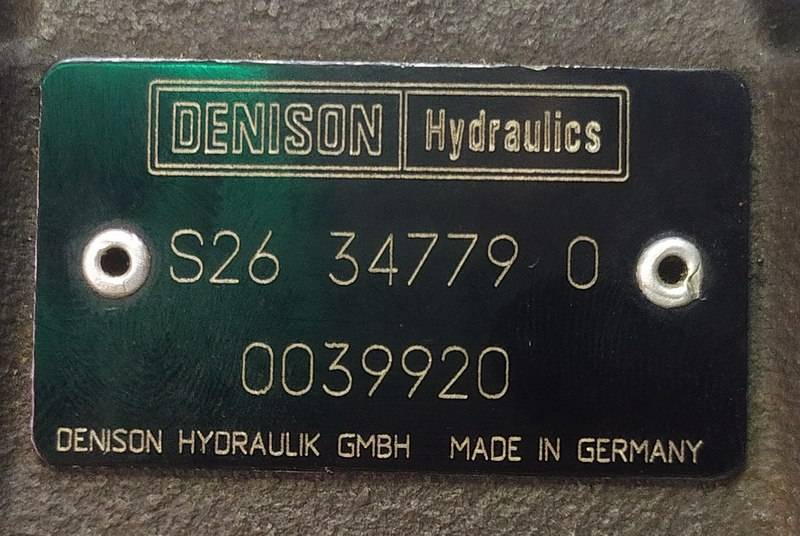 DENISON Hydraulics
S26 34779 0
0039920
DENISON HYDRAULIK GMBH MADE IN GERMANY